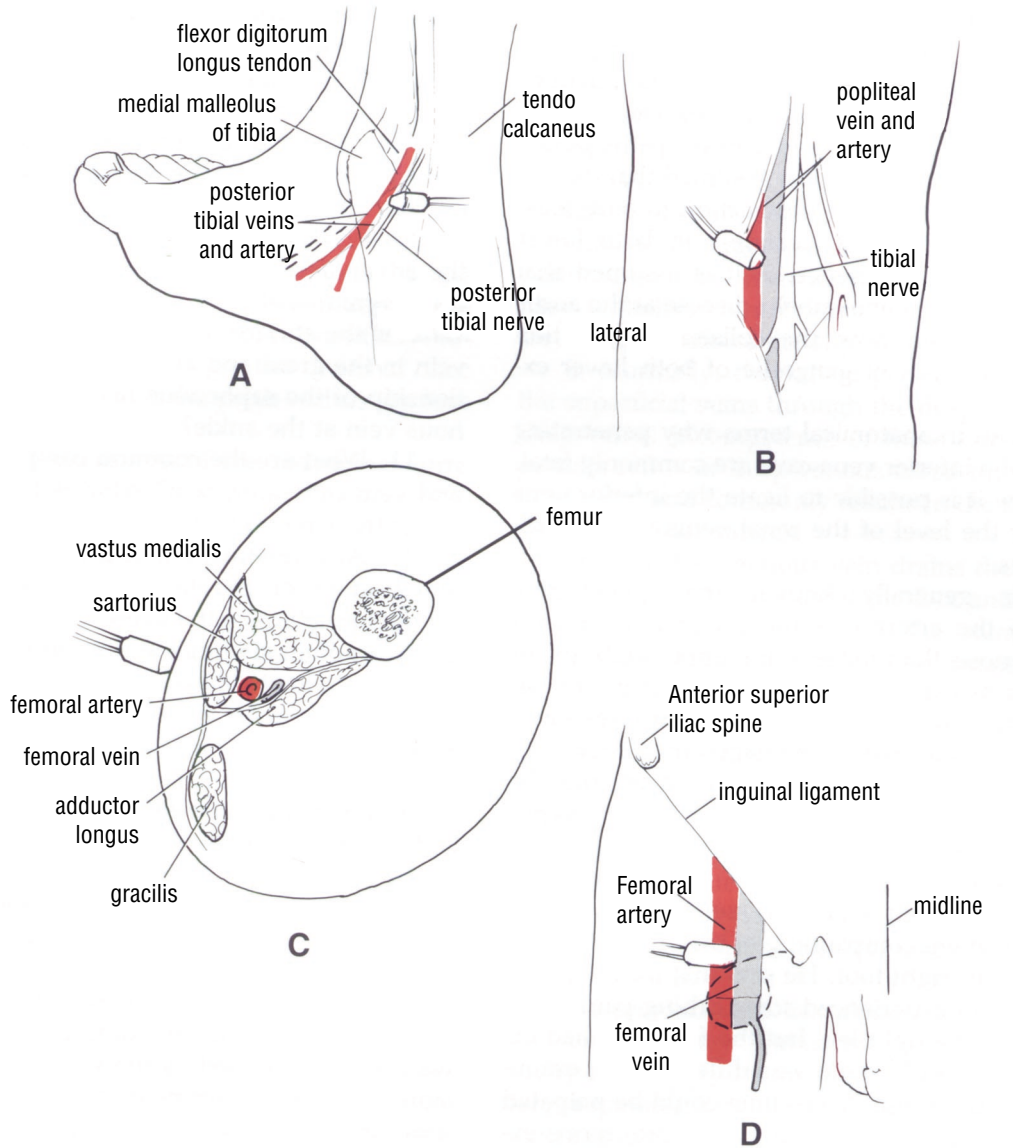 flexor digitorum
longus tendon
medial malleolus
of tibia
tendo
calcaneus
posterior
tibial veins
and artery
posterior
tibial nerve
A
popliteal
vein and
artery
tibial
nerve
lateral
B
femur
vastus medialis
sartorius
femoral artery
femoral vein
adductor
longus
gracilis
C
Anterior superior
iliac spine
inguinal ligament
Femoral
artery
midline
femoral
vein
D